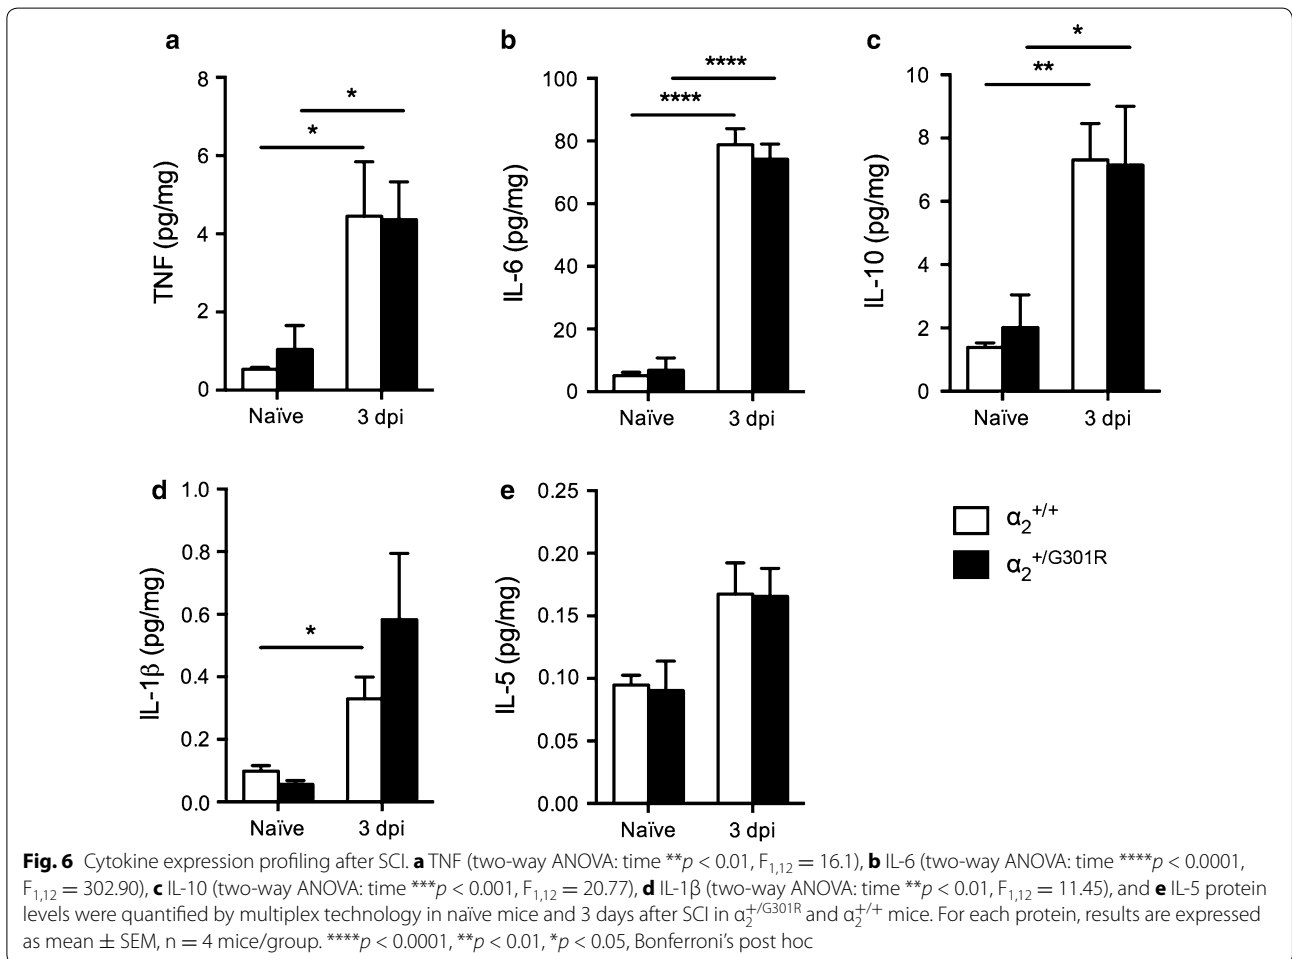 a
8
6
4
2
0
TNF (pg/mg)
*
*
Naïve
3 dpi
b
100
80
60
40
20
0
IL-6 (pg/mg)
****
****
Naïve
3 dpi
c
10
8
6
4
2
0
IL-10 (pg/mg)
*
**
Naïve
3 dpi
d
1.0
0.8
0.6
0.4
0.2
0.0
IL-1β (pg/mg)
*
Naïve
3 dpi
e
0.25
0.20
0.15
0.10
0.05
0.00
IL-5 (pg/mg)
Naïve
3 dpi
α₂⁺/⁺
α₂⁺/G301R
Fig. 6 Cytokine expression profiling after SCI. a TNF (two-way ANOVA: time **p < 0.01, F₁,₁₂ = 16.1), b IL-6 (two-way ANOVA: time ****p < 0.0001,
F₁,₁₂ = 302.90), c IL-10 (two-way ANOVA: time ***p < 0.001, F₁,₁₂ = 20.77), d IL-1β (two-way ANOVA: time **p < 0.01, F₁,₁₂ = 11.45), and e IL-5 protein
levels were quantified by multiplex technology in naïve mice and 3 days after SCI in α₂⁺/G301R and α₂⁺/⁺ mice. For each protein, results are expressed
as mean ± SEM, n = 4 mice/group. ****p < 0.0001, **p < 0.01, *p < 0.05, Bonferroni's post hoc